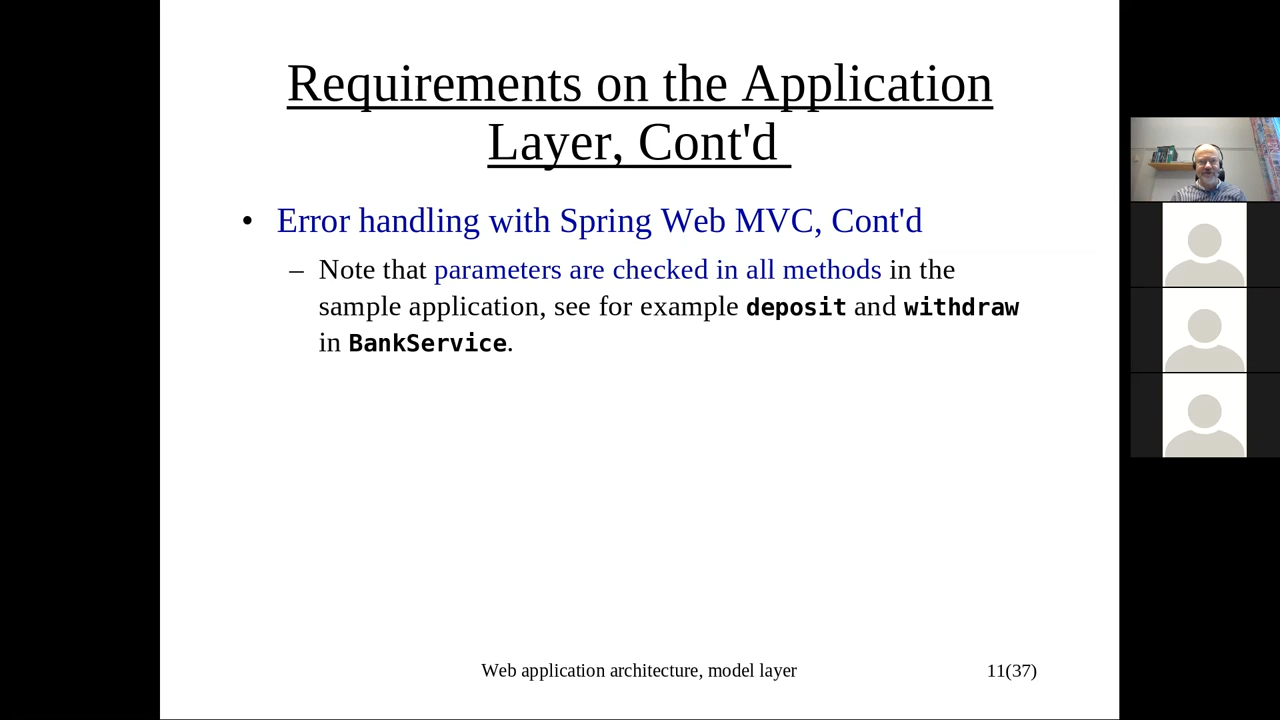 Requirements on the Application
Layer, Cont'd
• Error handling with Spring Web MVC, Cont'd
– Note that parameters are checked in all methods in the
sample application, see for example deposit and withdraw
in BankService.
Web application architecture, model layer
11(37)